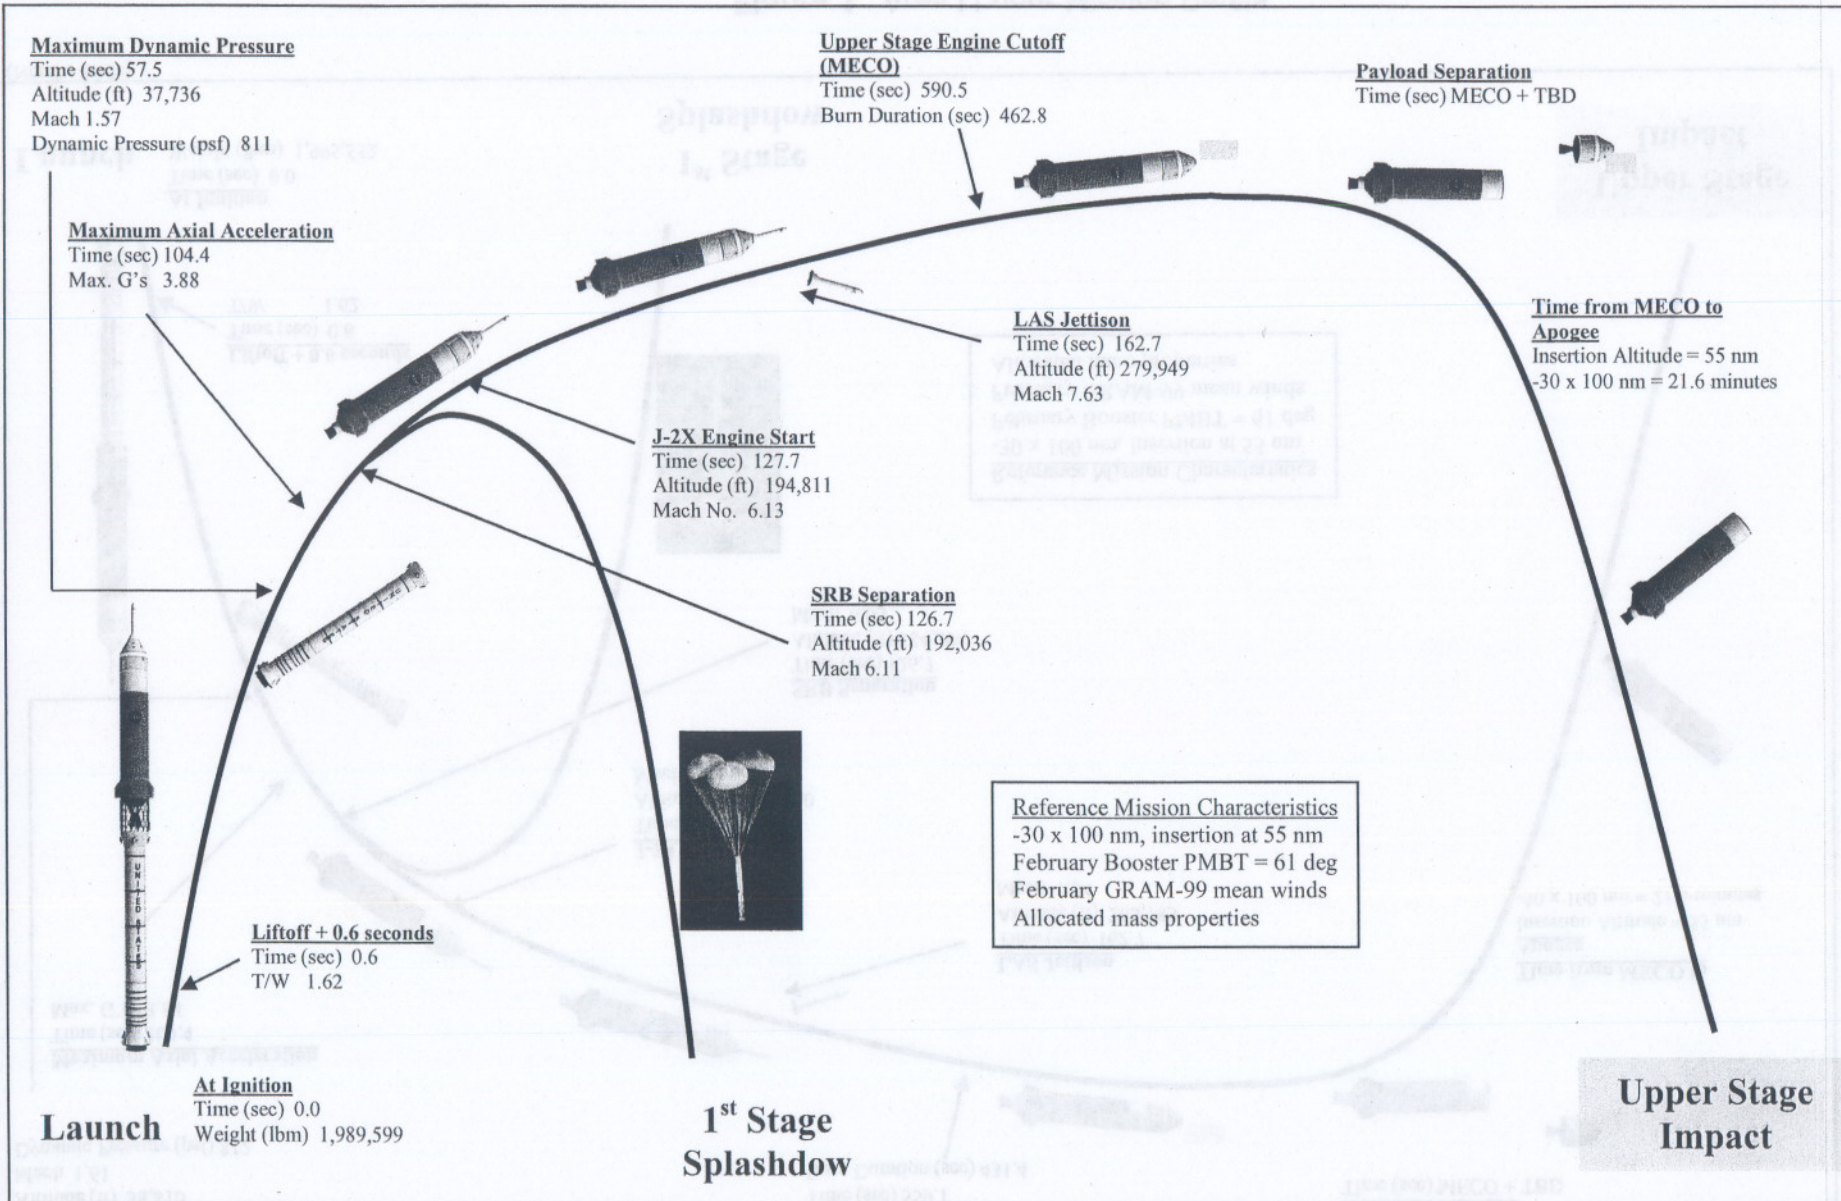 Maximum Dynamic Pressure
Time (sec) 57.5
Altitude (ft) 37,736
Mach 1.57
Dynamic Pressure (psf) 811
Maximum Axial Acceleration
Time (sec) 104.4
Max. G's 3.88
Upper Stage Engine Cutoff
(MECO)
Time (sec) 590.5
Burn Duration (sec) 462.8
Payload Separation
Time (sec) MECO + TBD
LAS Jettison
Time (sec) 162.7
Altitude (ft) 279,949
Mach 7.63
Time from MECO to
Apogee
Insertion Altitude = 55 nm
-30 x 100 nm = 21.6 minutes
J-2X Engine Start
Time (sec) 127.7
Altitude (ft) 194,811
Mach No. 6.13
SRB Separation
Time (sec) 126.7
Altitude (ft) 192,036
Mach 6.11
UNITED STATES
Reference Mission Characteristics
-30 x 100 nm, insertion at 55 nm
February Booster PMBT = 61 deg
February GRAM-99 mean winds
Allocated mass properties
Liftoff + 0.6 seconds
Time (sec) 0.6
T/W 1.62
At Ignition
Time (sec) 0.0
Weight (lbm) 1,989,599
Launch
1st Stage
Splashdow
Upper Stage
Impact